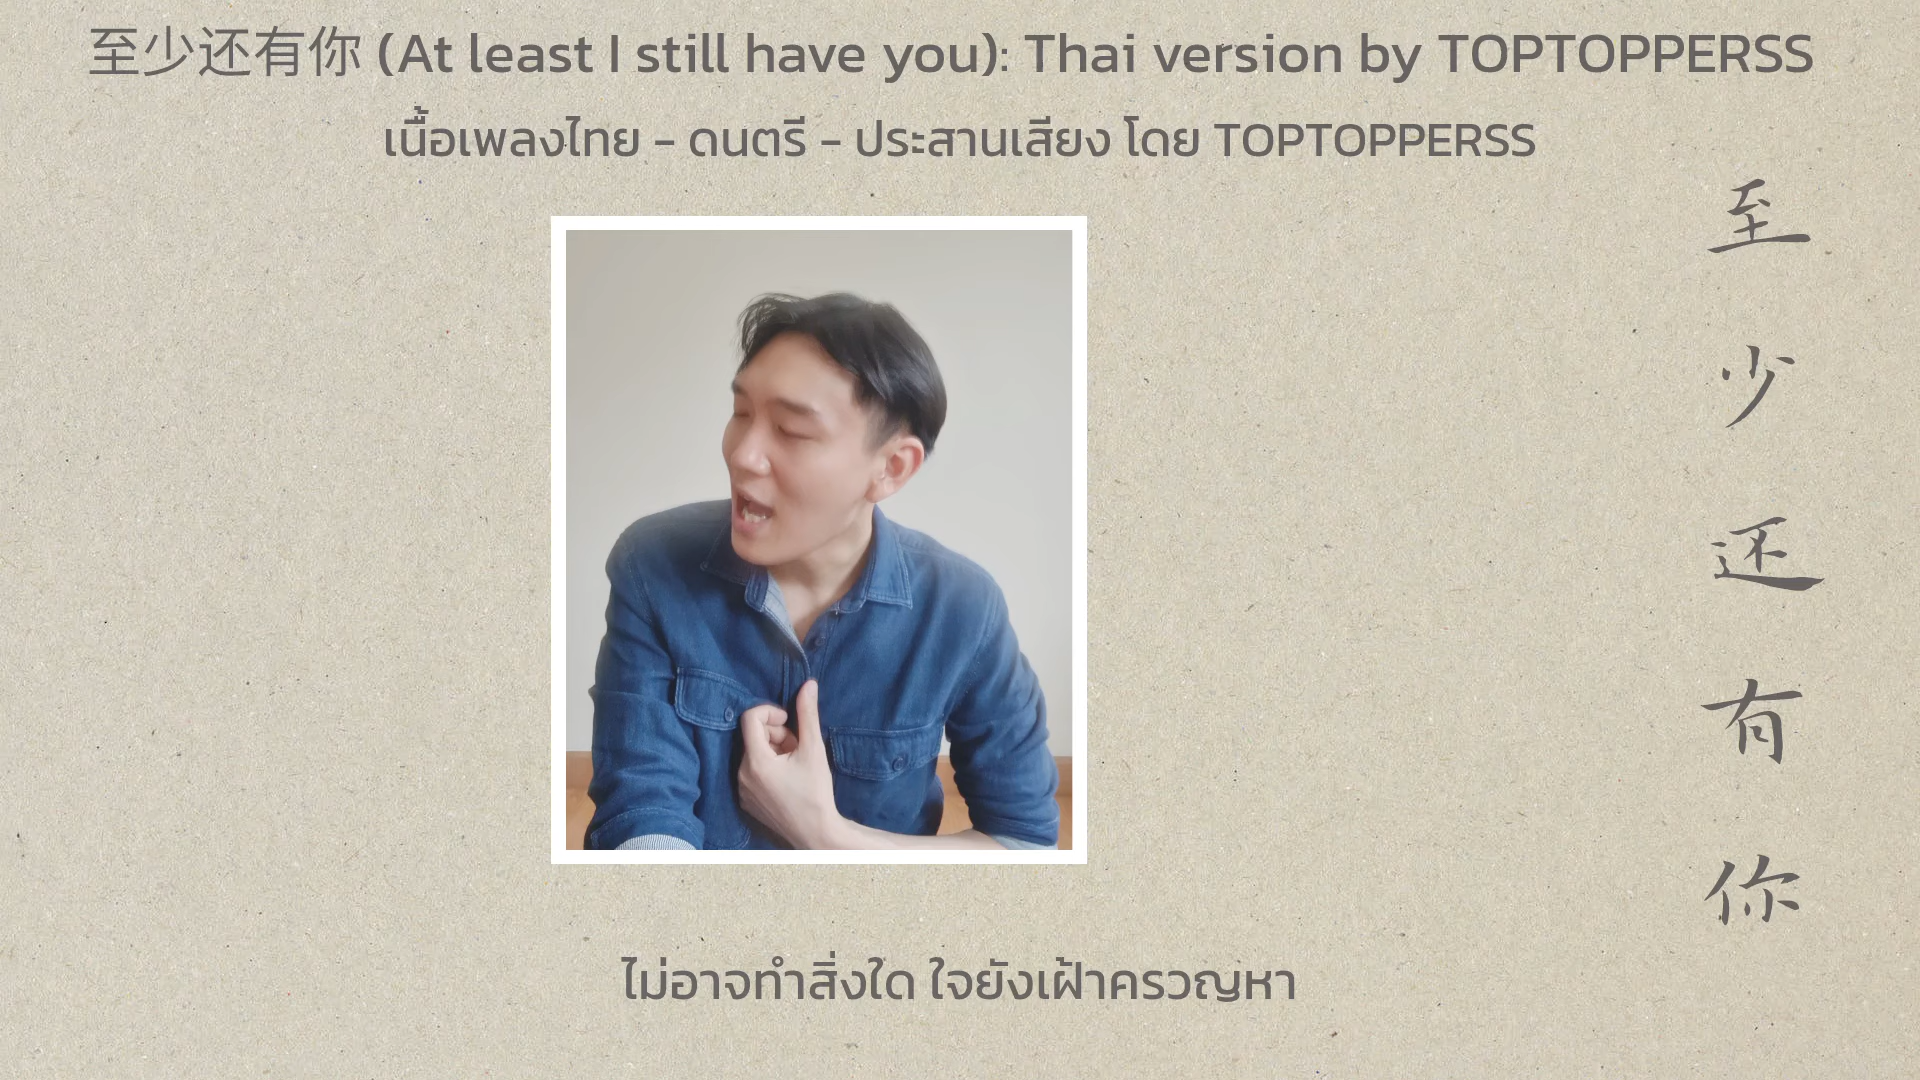 至少还有你 (At least I still have you): Thai version by TOPTOPPERSS
เนื้อเพลงไทย - ดนตรี - ประสานเสียง โดย TOPTOPPERSS
至
少
还
有
你
ไม่อาจทำสิ่งใด ใจยังเฝ้าครวญหา